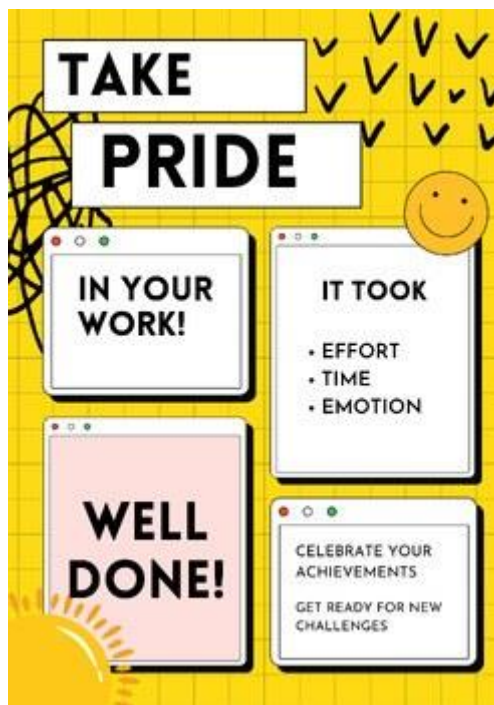 TAKE
PRIDE
IN YOUR
WORK!
IT TOOK
• EFFORT
• TIME
• EMOTION
WELL
DONE!
CELEBRATE YOUR
ACHIEVEMENTS
GET READY FOR NEW
CHALLENGES